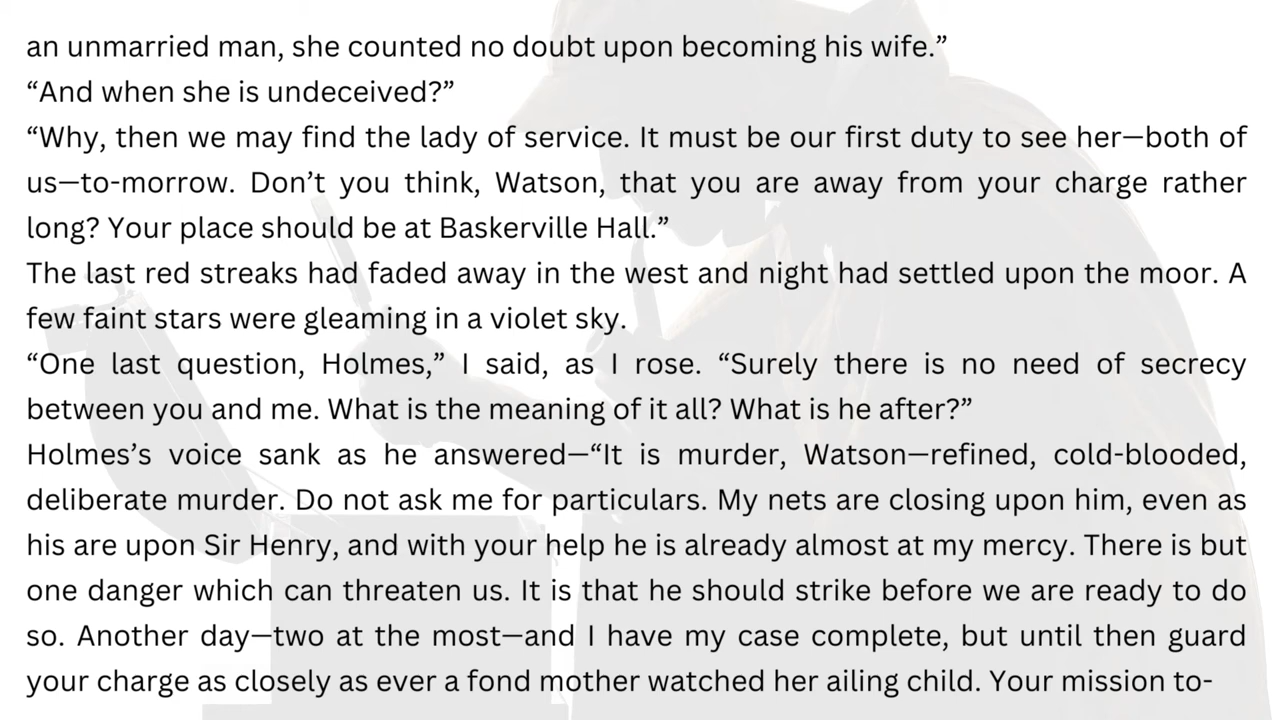 an unmarried man, she counted no doubt upon becoming his wife.”
“And when she is undeceived?”
“Why, then we may find the lady of service. It must be our first duty to see her—both of
us—to-morrow. Don’t you think, Watson, that you are away from your charge rather
long? Your place should be at Baskerville Hall.”
The last red streaks had faded away in the west and night had settled upon the moor. A
few faint stars were gleaming in a violet sky.
“One last question, Holmes,” I said, as I rose. “Surely there is no need of secrecy
between you and me. What is the meaning of it all? What is he after?”
Holmes’s voice sank as he answered—“It is murder, Watson—refined, cold-blooded,
deliberate murder. Do not ask me for particulars. My nets are closing upon him, even as
his are upon Sir Henry, and with your help he is already almost at my mercy. There is but
one danger which can threaten us. It is that he should strike before we are ready to do
so. Another day—two at the most—and I have my case complete, but until then guard
your charge as closely as ever a fond mother watched her ailing child. Your mission to-